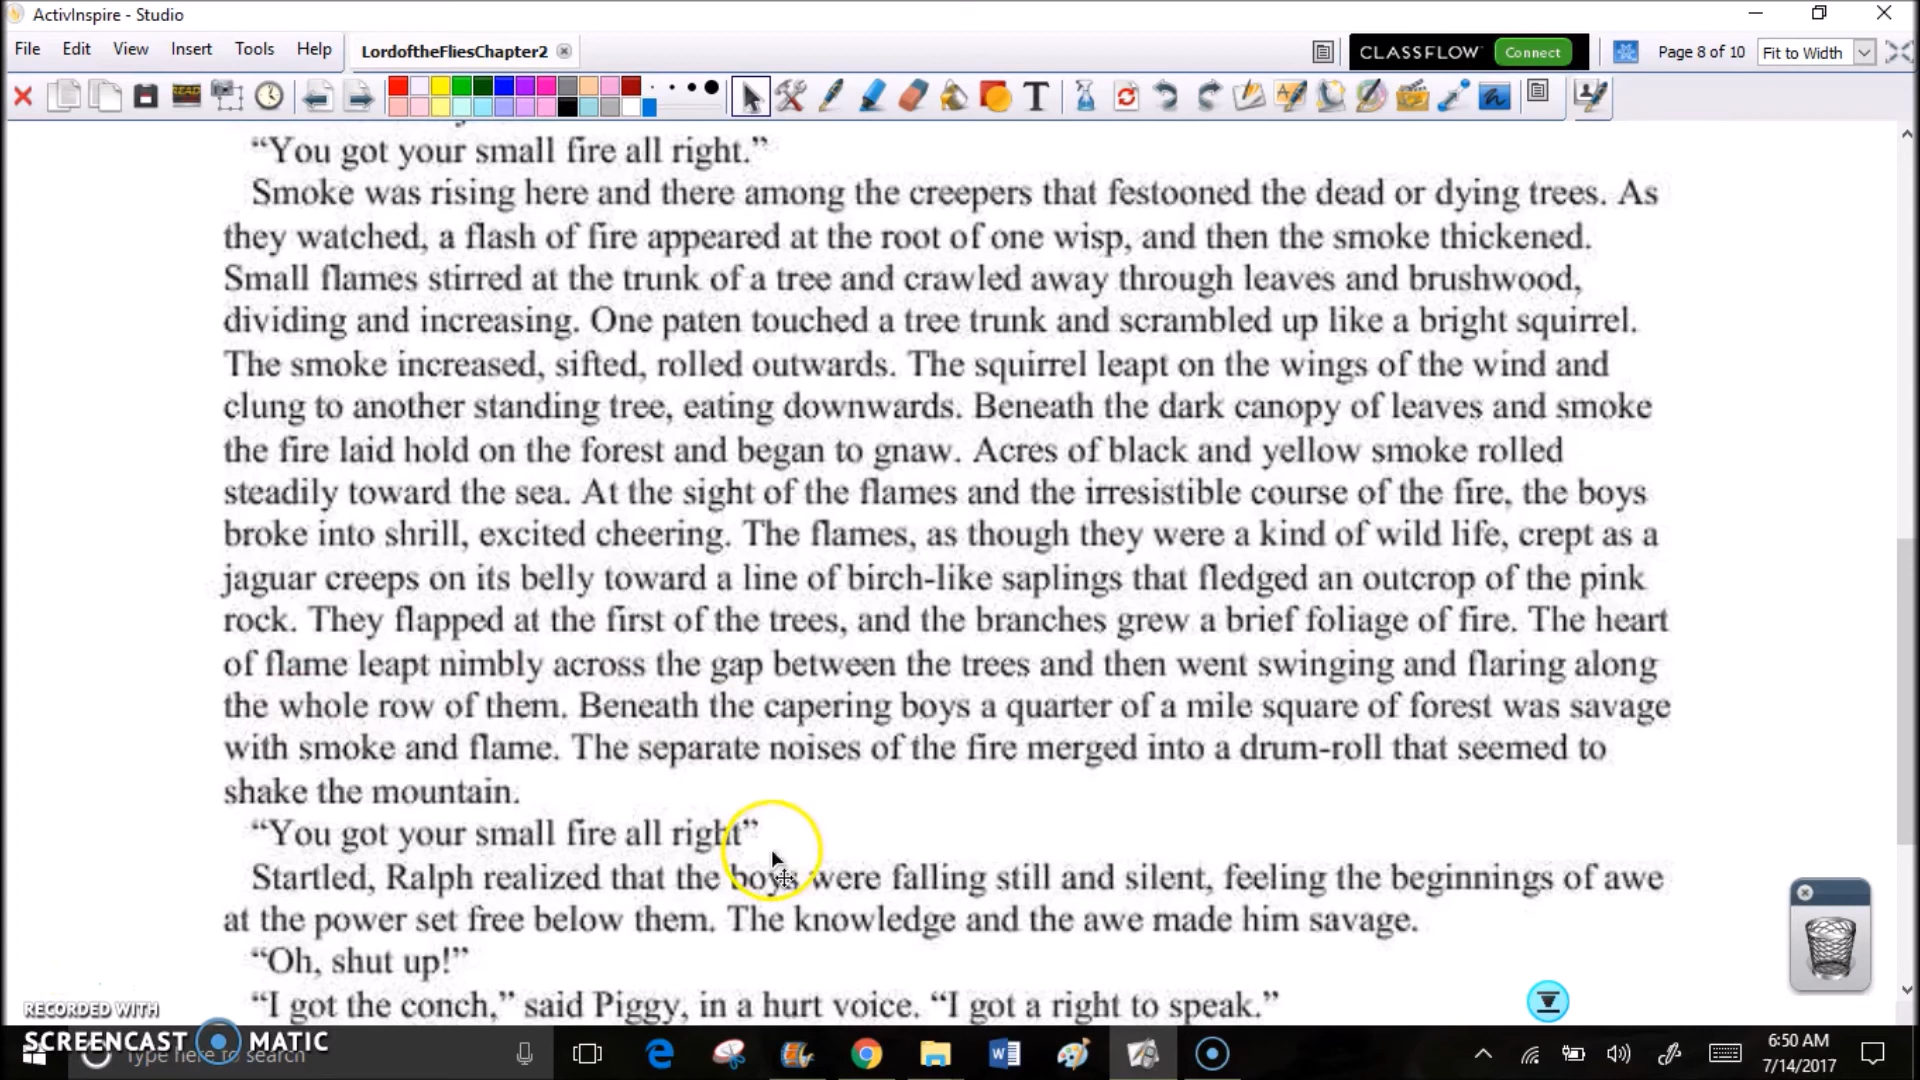 ActivInspire - Studio
File Edit View Insert Tools Help LordoftheFliesChapter2 CLASSFLOW Connect Page 8 of 10 Fit to Width
“You got your small fire all right.”
Smoke was rising here and there among the creepers that festooned the dead or dying trees. As
they watched, a flash of fire appeared at the root of one wisp, and then the smoke thickened.
Small flames stirred at the trunk of a tree and crawled away through leaves and brushwood,
dividing and increasing. One paten touched a tree trunk and scrambled up like a bright squirrel.
The smoke increased, sifted, rolled outwards. The squirrel leapt on the wings of the wind and
clung to another standing tree, eating downwards. Beneath the dark canopy of leaves and smoke
the fire laid hold on the forest and began to gnaw. Acres of black and yellow smoke rolled
steadily toward the sea. At the sight of the flames and the irresistible course of the fire, the boys
broke into shrill, excited cheering. The flames, as though they were a kind of wild life, crept as a
jaguar creeps on its belly toward a line of birch-like saplings that fledged an outcrop of the pink
rock. They flapped at the first of the trees, and the branches grew a brief foliage of fire. The heart
of flame leapt nimbly across the gap between the trees and then went swinging and flaring along
the whole row of them. Beneath the capering boys a quarter of a mile square of forest was savage
with smoke and flame. The separate noises of the fire merged into a drum-roll that seemed to
shake the mountain.
“You got your small fire all right”
Startled, Ralph realized that the boys were falling still and silent, feeling the beginnings of awe
at the power set free below them. The knowledge and the awe made him savage.
“Oh, shut up!”
“I got the conch,” said Piggy, in a hurt voice. “I got a right to speak.”
RECORDED WITH
SCREENCAST MATIC
Type here to search
6:50 AM
7/14/2017